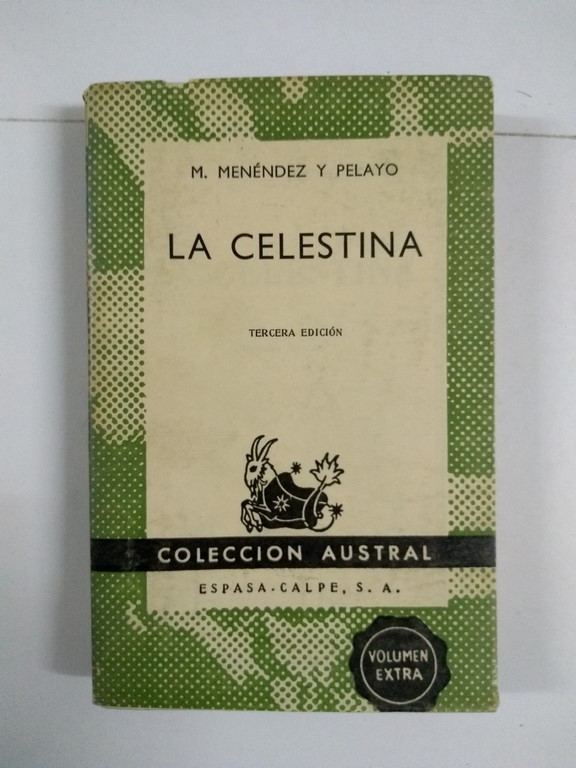 M. MENÉNDEZ Y PELAYO
LA CELESTINA
TERCERA EDICIÓN
COLECCION AUSTRAL
ESPASA-CALPE, S. A.
VOLUMEN
EXTRA